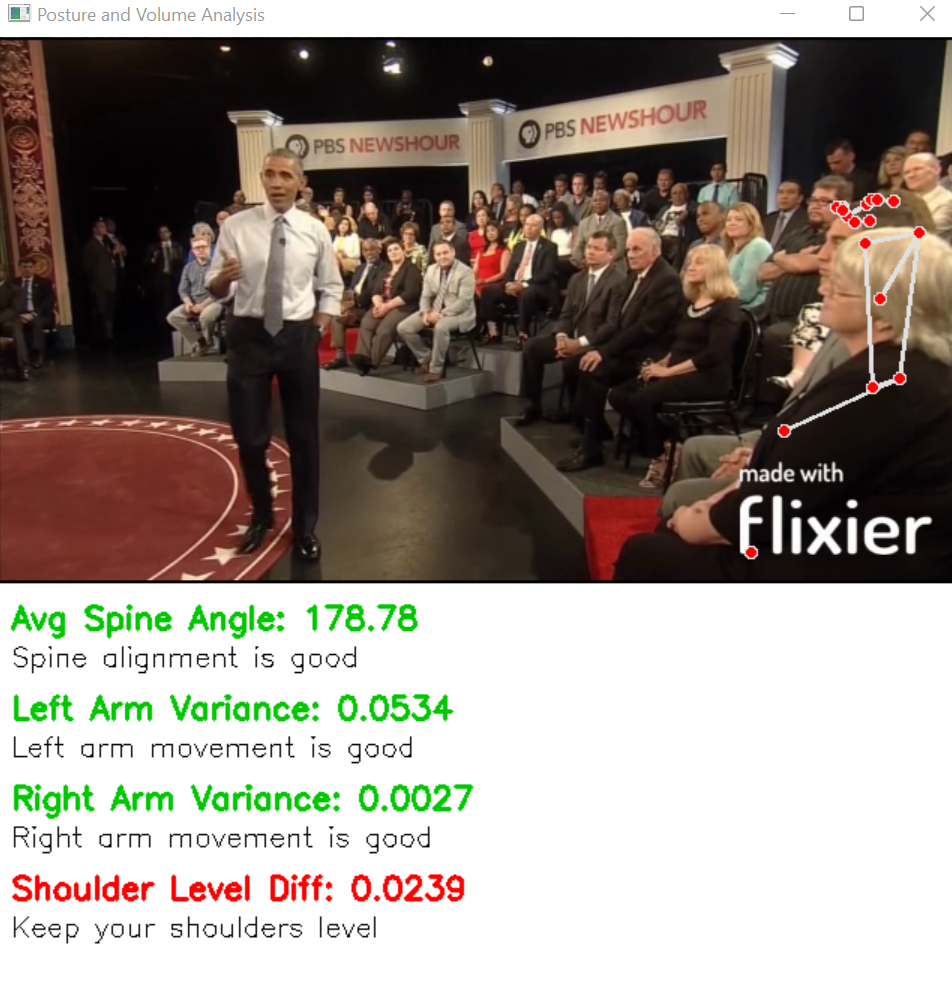 Posture and Volume Analysis
PBS NEWSHOUR
PBS NEWSHOUR
made with
flixier
Avg Spine Angle: 178.78
Spine alignment is good
Left Arm Variance: 0.0534
Left arm movement is good
Right Arm Variance: 0.0027
Right arm movement is good
Shoulder Level Diff: 0.0239
Keep your shoulders level